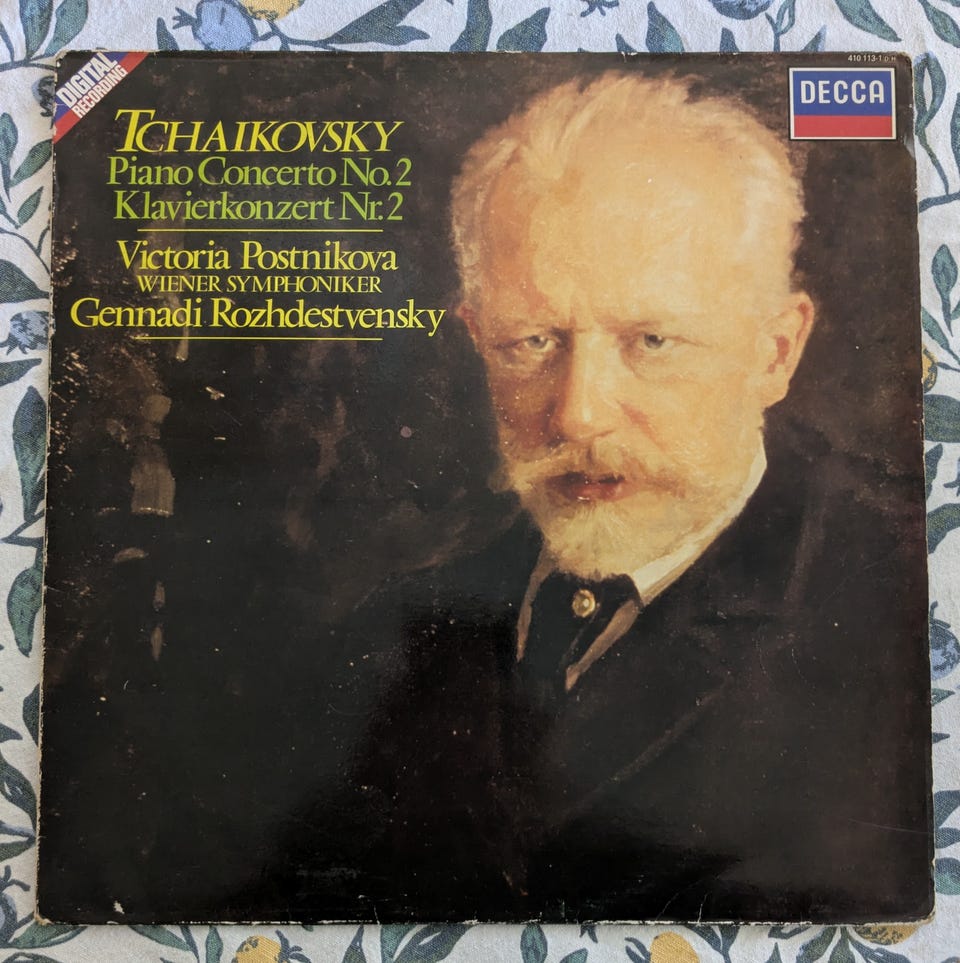 DIGITAL
RECORDING
410 113-1 DH
DECCA
TCHAIKOVSKY
Piano Concerto No. 2
Klavierkonzert Nr. 2
Victoria Postnikova
WIENER SYMPHONIKER
Gennadi Rozhdestvensky